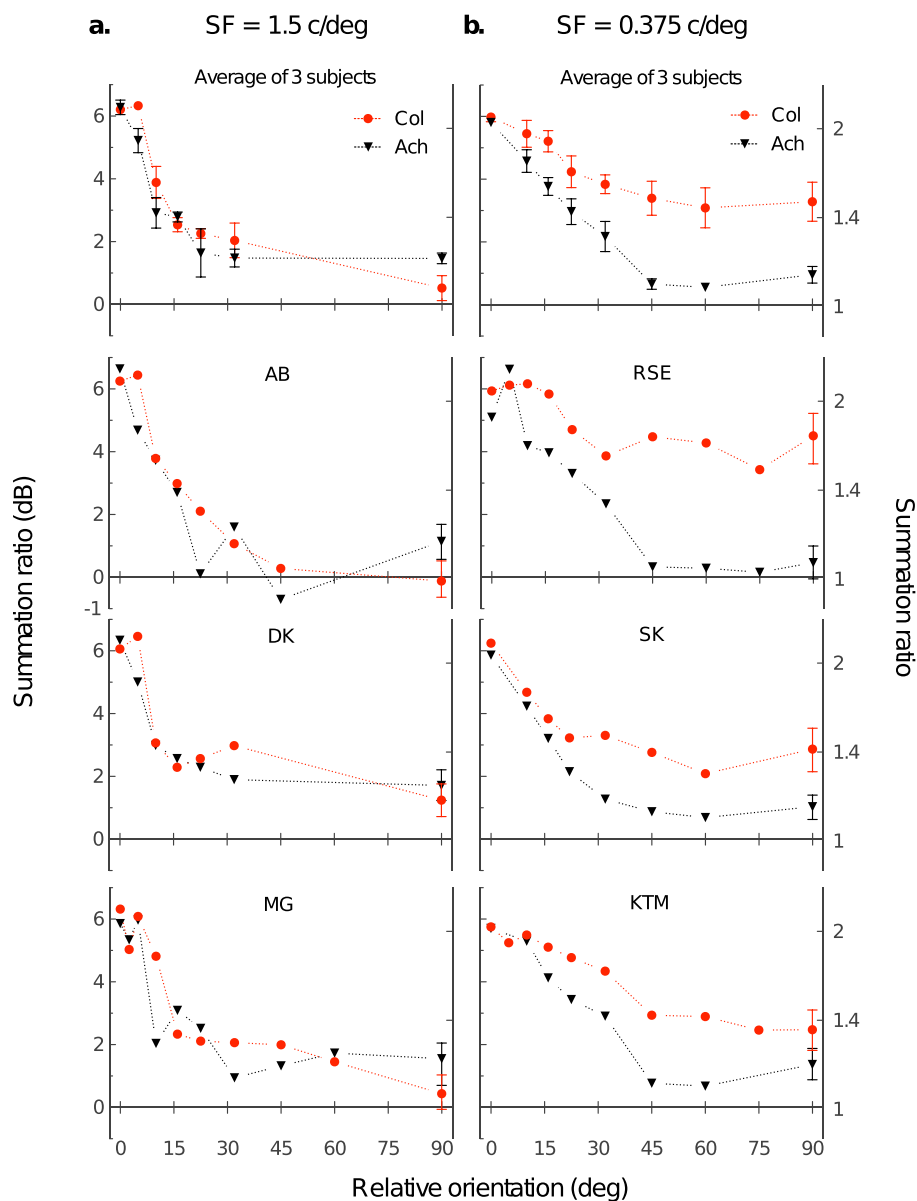 a. SF = 1.5 c/deg b. SF = 0.375 c/deg
Average of 3 subjects Average of 3 subjects
Col Col
Ach Ach
6
4
2
0
2
1.4
1
AB RSE
6
4
2
0
-1
2
1.4
1
DK SK
6
4
2
0
2
1.4
1
MG KTM
6
4
2
0
2
1.4
1
0 15 30 45 60 75 90 0 15 30 45 60 75 90
Relative orientation (deg)
Summation ratio (dB)
Summation ratio